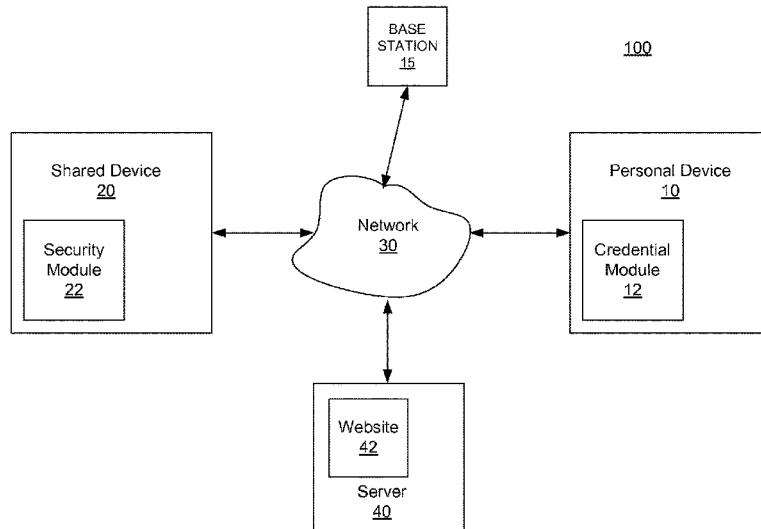 BASE
STATION
15
100
Shared Device
20
Security
Module
22
Network
30
Personal Device
10
Credential
Module
12
Website
42
Server
40